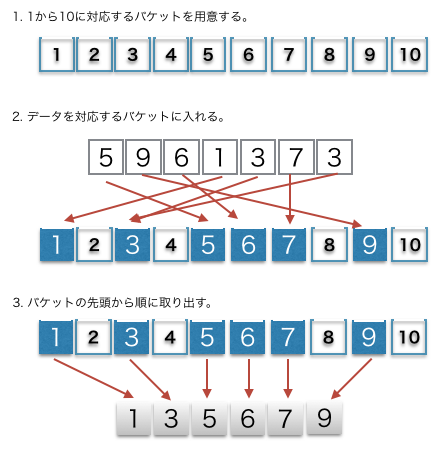 1. 1から10に対応するバケットを用意する。
1 2 3 4 5 6 7 8 9 10
2. データを対応するバケットに入れる。
5 9 6 1 3 7 3
1 2 3 4 5 6 7 8 9 10
3. バケットの先頭から順に取り出す。
1 2 3 4 5 6 7 8 9 10
1 3 5 6 7 9